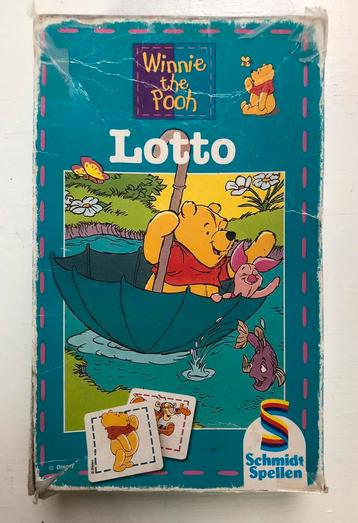 Winnie
the
Pooh
Lotto
© Disney
Schmidt
Spellen